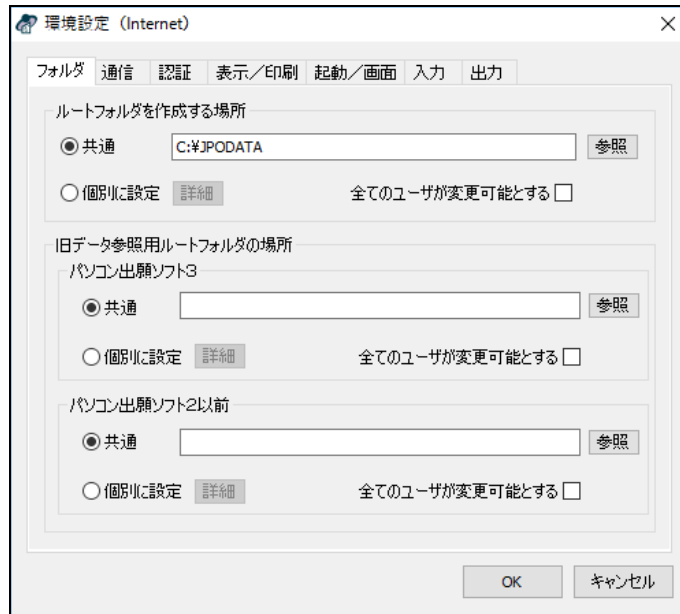 環境設定（Internet）
フォルダ 通信 認証 表示／印刷 起動／画面 入力 出力
ルートフォルダを作成する場所
共通 C:¥JPODATA 参照
個別に設定 詳細 全てのユーザが変更可能とする
旧データ参照用ルートフォルダの場所
パソコン出願ソフト3
共通 参照
個別に設定 詳細 全てのユーザが変更可能とする
パソコン出願ソフト2以前
共通 参照
個別に設定 詳細 全てのユーザが変更可能とする
OK キャンセル